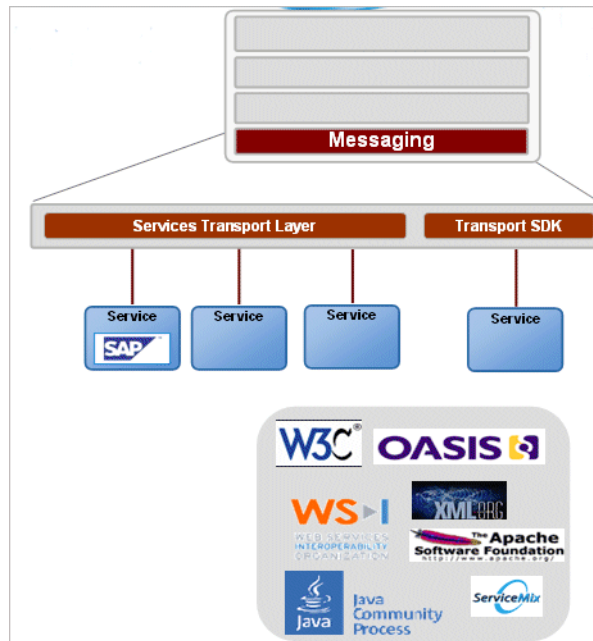 Messaging
Services Transport Layer
Transport SDK
Service
SAP
Service
Service
Service
W3C®
OASIS
WS I
WEB SERVICES
INTEROPERABILITY
ORGANIZATION
XML.ORG
The Apache
Software Foundation
http://www.apache.org/
Java
Java
Community
Process
ServiceMix